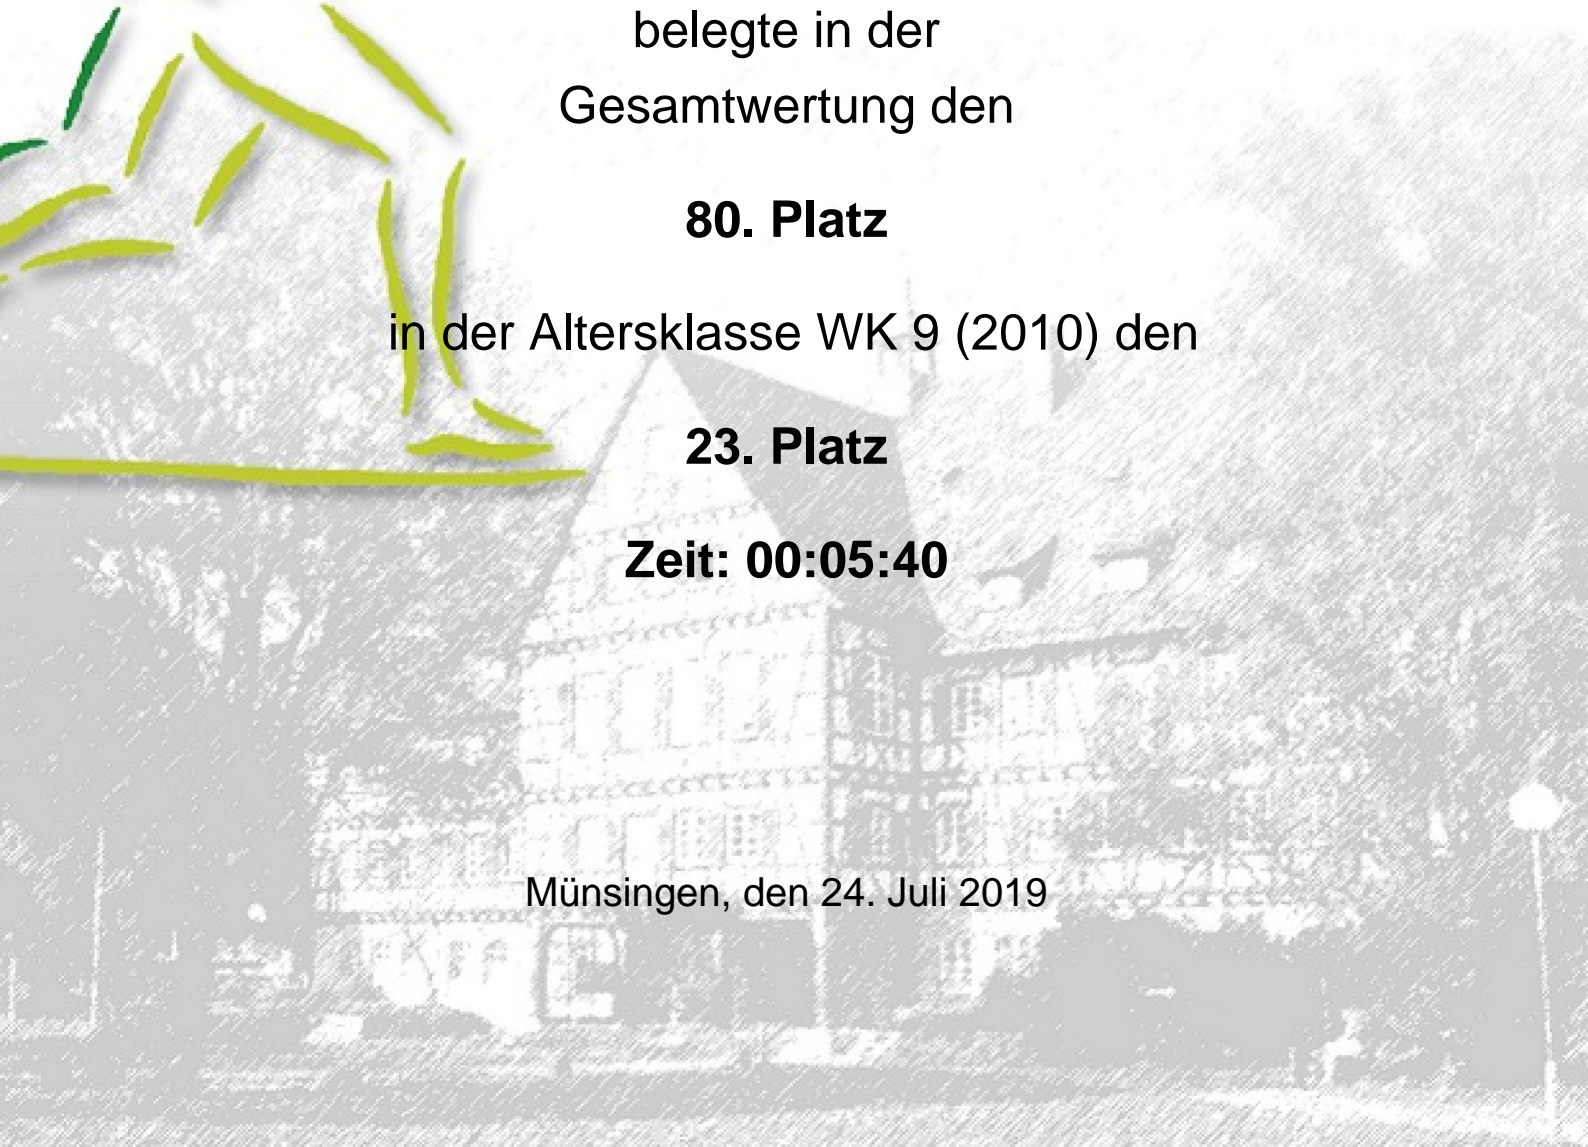 belegte in der
Gesamtwertung den
80. Platz
in der Altersklasse WK 9 (2010) den
23. Platz
Zeit: 00:05:40
Münsingen, den 24. Juli 2019